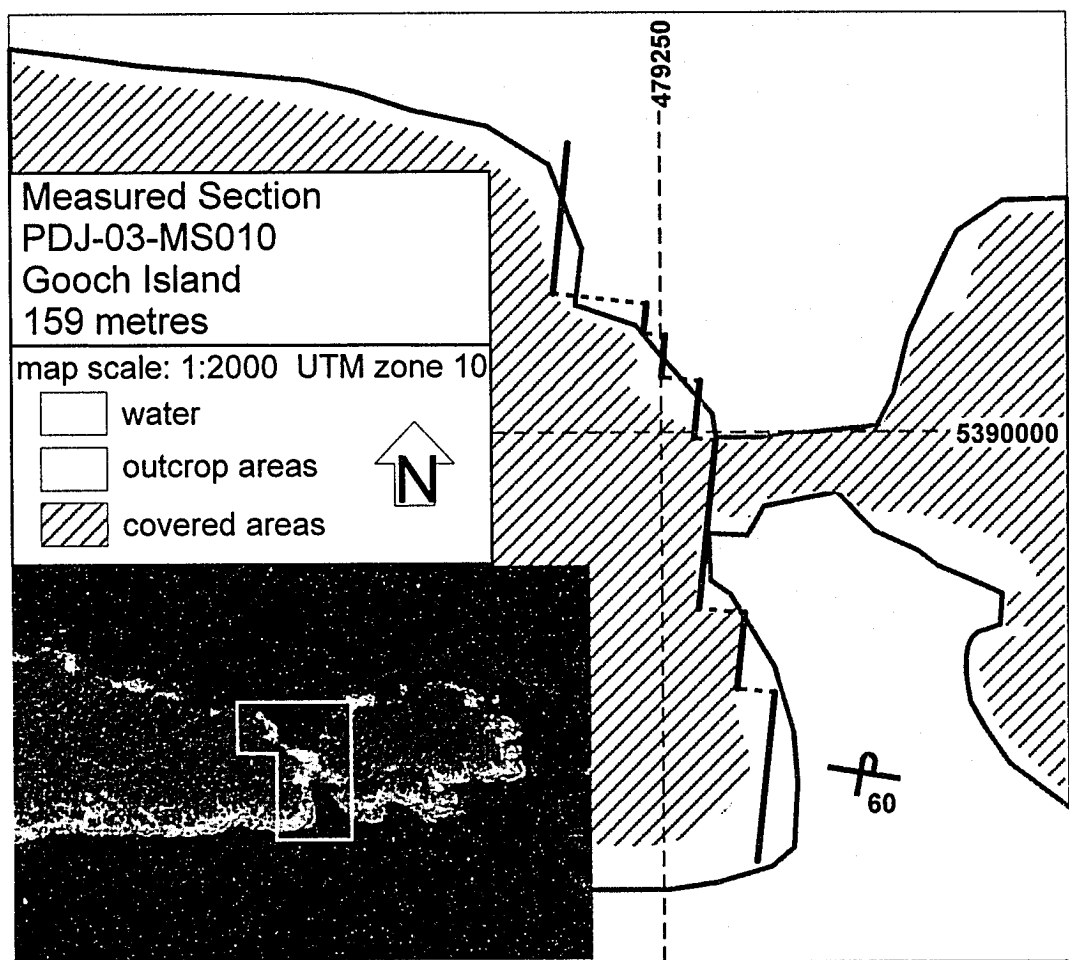 479250
Measured Section
PDJ-03-MS010
Gooch Island
159 metres
map scale: 1:2000 UTM zone 10
water
outcrop areas
covered areas
N
5390000
60